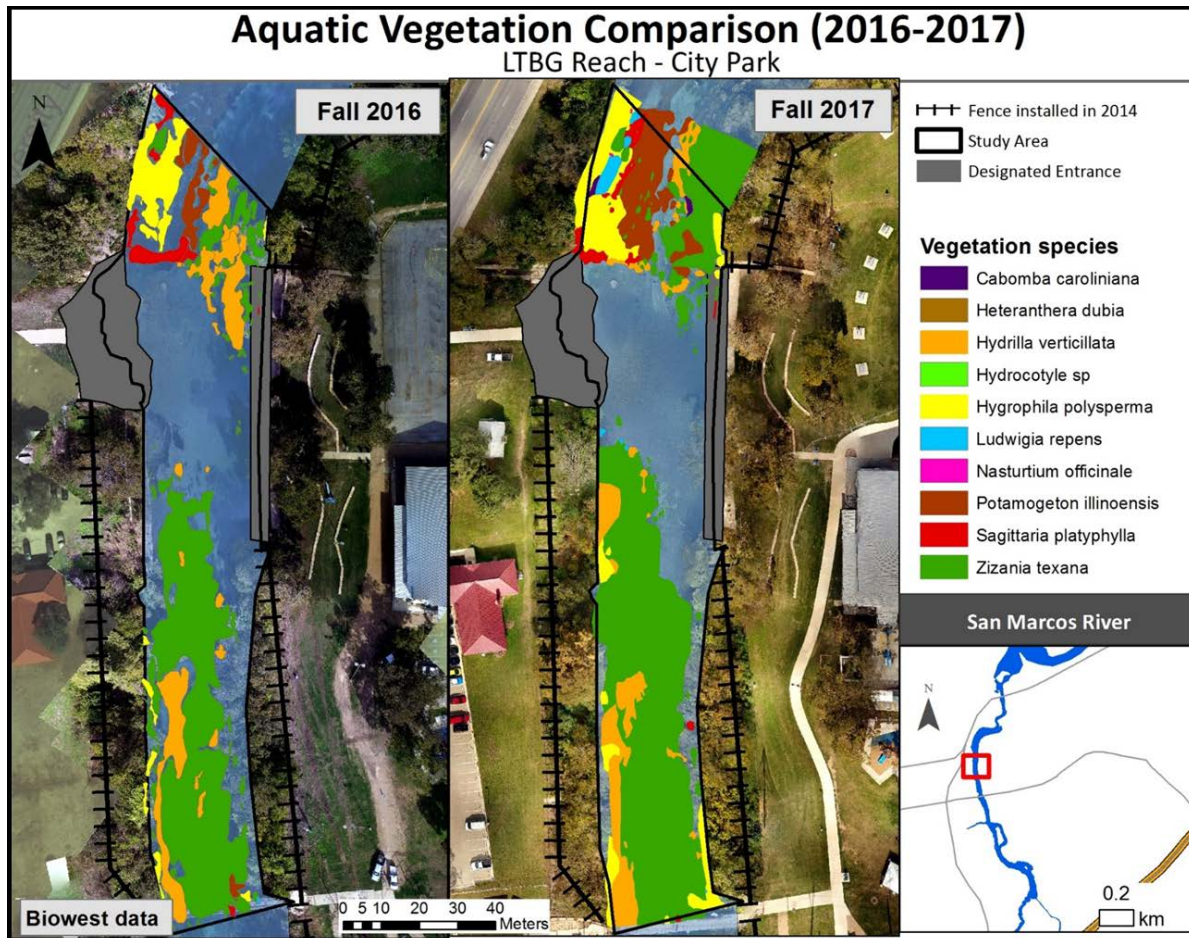 Aquatic Vegetation Comparison (2016-2017)
LTBG Reach - City Park
N
Fall 2016
Fall 2017
Fence installed in 2014
Study Area
Designated Entrance
Vegetation species
Cabomba caroliniana
Heteranthera dubia
Hydrilla verticillata
Hydrocotyle sp
Hygrophila polysperma
Ludwigia repens
Nasturtium officinale
Potamogeton illinoensis
Sagittaria platyphylla
Zizania texana
San Marcos River
N
0.2
km
Biowest data
0 5 10 20 30 40
Meters